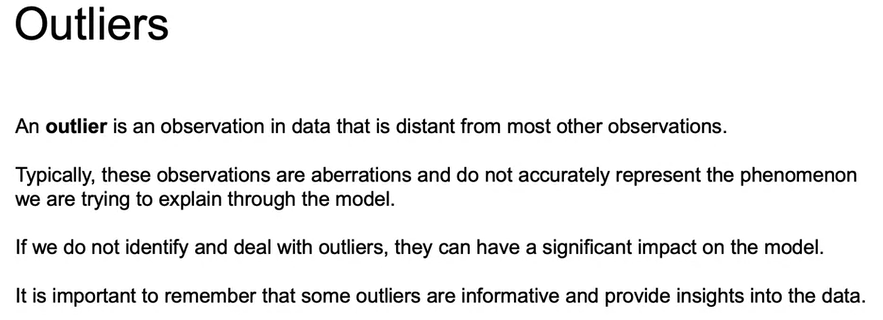 Outliers
An outlier is an observation in data that is distant from most other observations.
Typically, these observations are aberrations and do not accurately represent the phenomenon
we are trying to explain through the model.
If we do not identify and deal with outliers, they can have a significant impact on the model.
It is important to remember that some outliers are informative and provide insights into the data.